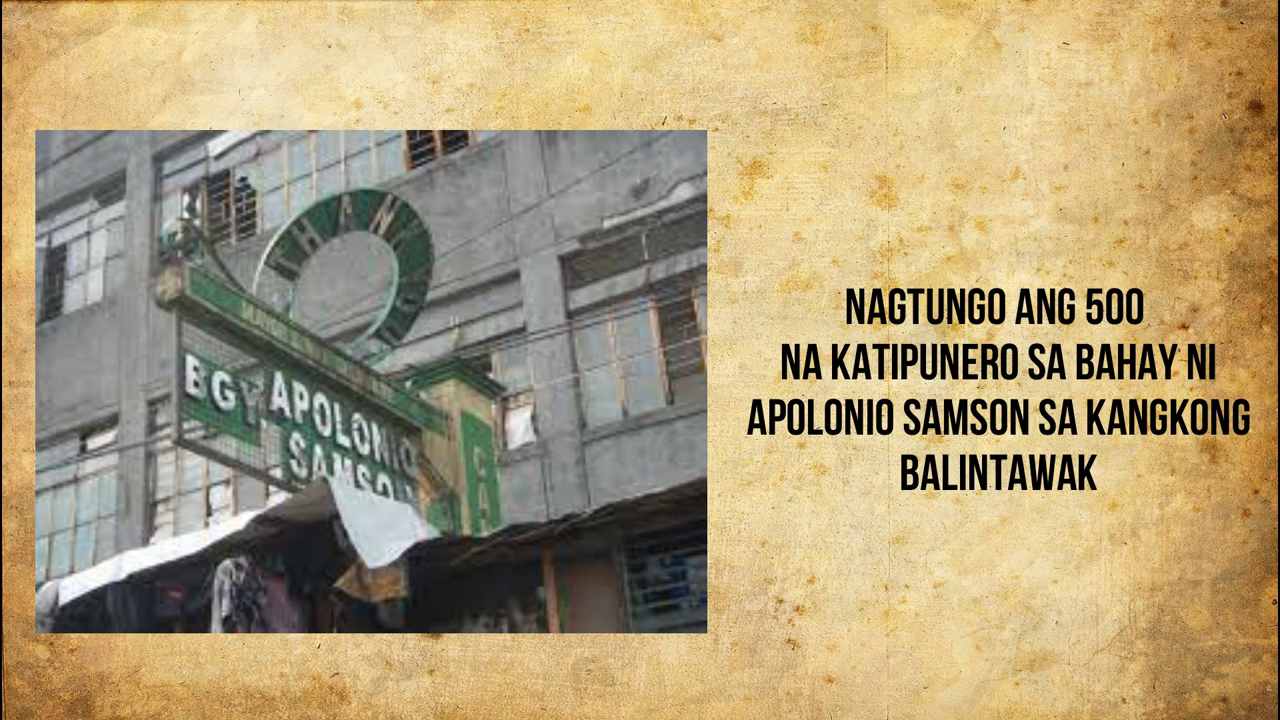 BGY. APOLONIO
SAMSON
NAGTUNGO ANG 500
NA KATIPUNERO SA BAHAY NI
APOLONIO SAMSON SA KANGKONG
BALINTAWAK